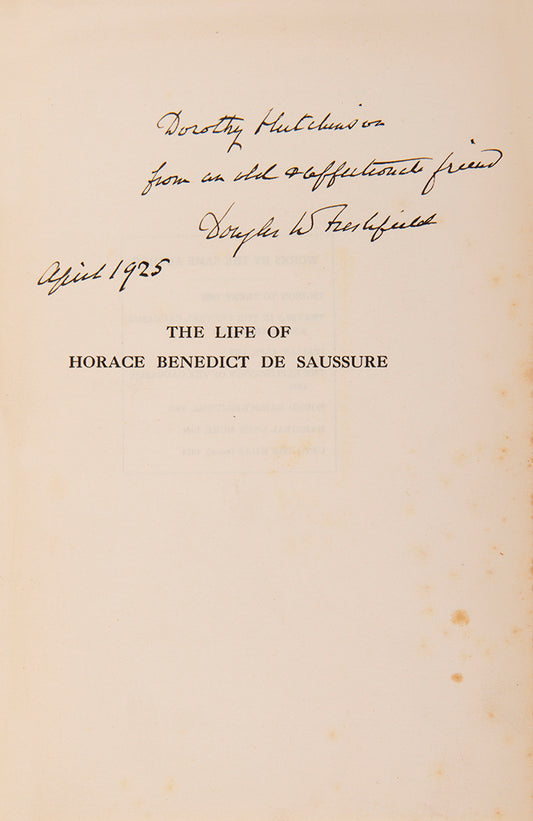 Dorothy Hutchinson
from an old & affectionate friend
Douglas W Freshfield
April 1925
THE LIFE OF
HORACE BENEDICT DE SAUSSURE